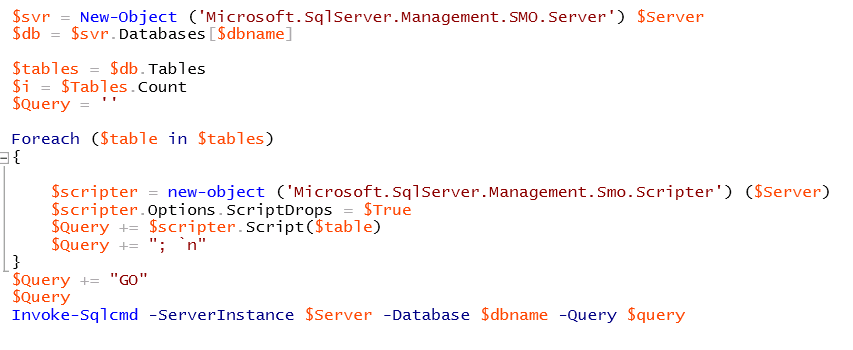 $svr = New-Object ('Microsoft.SqlServer.Management.SMO.Server') $Server
$db = $svr.Databases[$dbname]
$tables = $db.Tables
$i = $Tables.Count
$Query = ''
Foreach ($table in $tables)
{
$scripter = new-object ('Microsoft.SqlServer.Management.Smo.Scripter') ($Server)
$scripter.Options.ScriptDrops = $True
$Query += $scripter.Script($table)
$Query += "; `n"
}
$Query += "GO"
$Query
Invoke-Sqlcmd -ServerInstance $Server -Database $dbname -Query $query